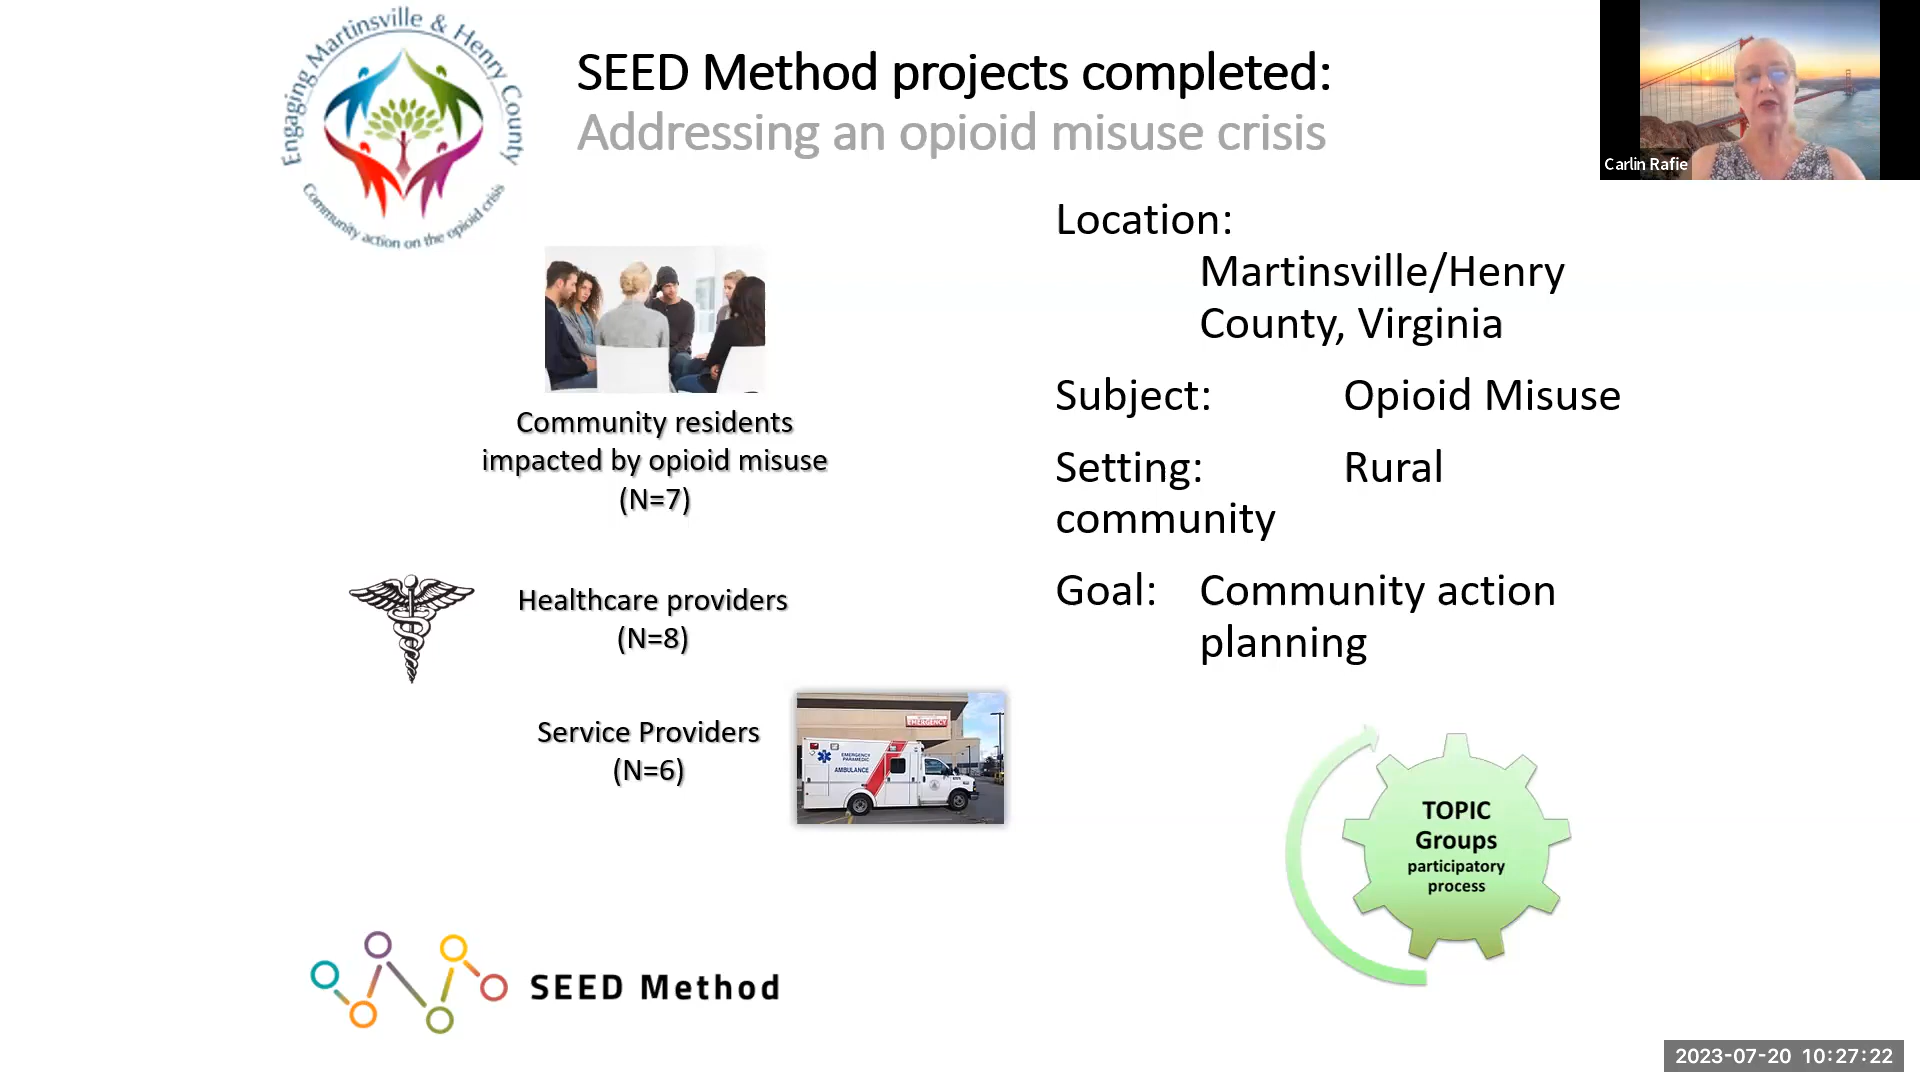 Engaging Martinsville & Henry County
Community action on the opioid crisis
SEED Method projects completed:
Addressing an opioid misuse crisis
Carlin Rafie
Community residents
impacted by opioid misuse
(N=7)
Healthcare providers
(N=8)
Service Providers
(N=6)
EMERGENCY
EMERGENCY
PARAMEDIC
AMBULANCE
Location:
Martinsville/Henry
County, Virginia
Subject: Opioid Misuse
Setting: Rural
community
Goal: Community action
planning
TOPIC
Groups
participatory
process
SEED Method
2023-07-20 10:27:22